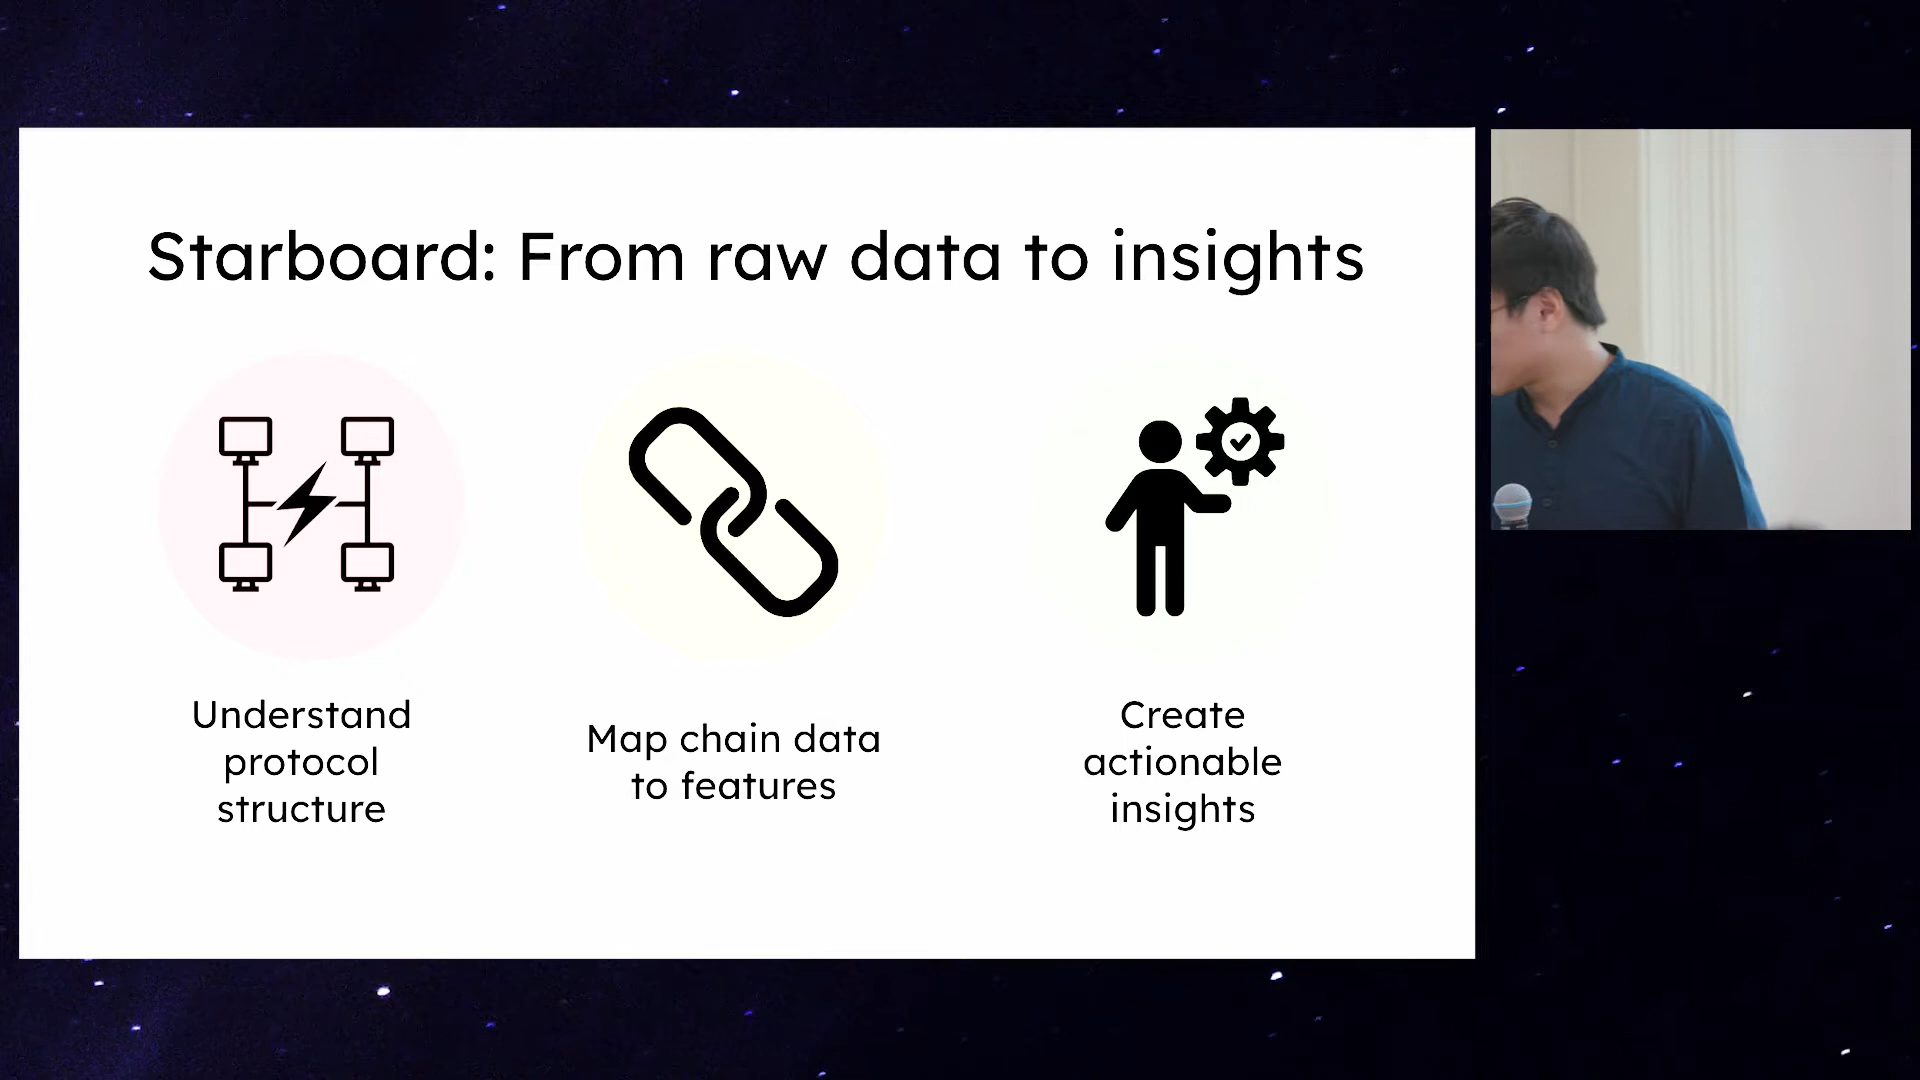 Starboard: From raw data to insights
Understand
protocol
structure
Map chain data
to features
Create
actionable
insights